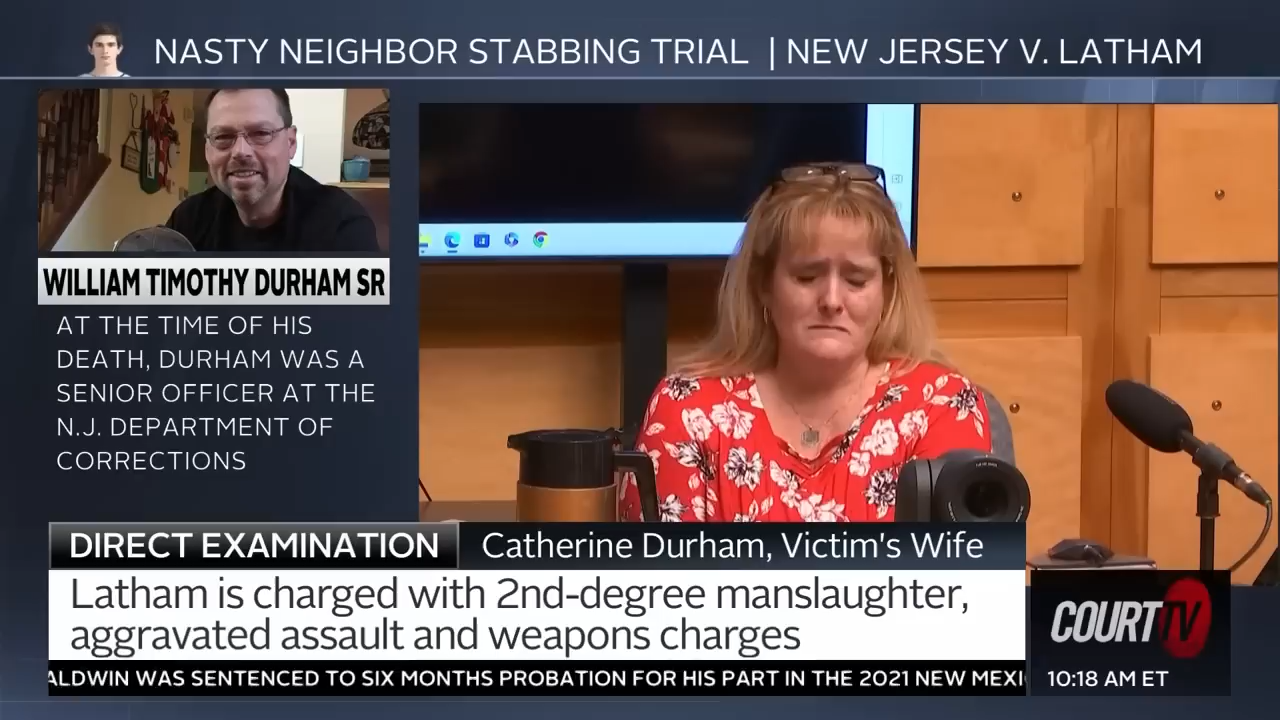 NASTY NEIGHBOR STABBING TRIAL | NEW JERSEY V. LATHAM
WILLIAM TIMOTHY DURHAM SR
AT THE TIME OF HIS
DEATH, DURHAM WAS A
SENIOR OFFICER AT THE
N.J. DEPARTMENT OF
CORRECTIONS
DIRECT EXAMINATION
Catherine Durham, Victim's Wife
Latham is charged with 2nd-degree manslaughter,
aggravated assault and weapons charges
COURT TV
ALDWIN WAS SENTENCED TO SIX MONTHS PROBATION FOR HIS PART IN THE 2021 NEW MEXI
10:18 AM ET